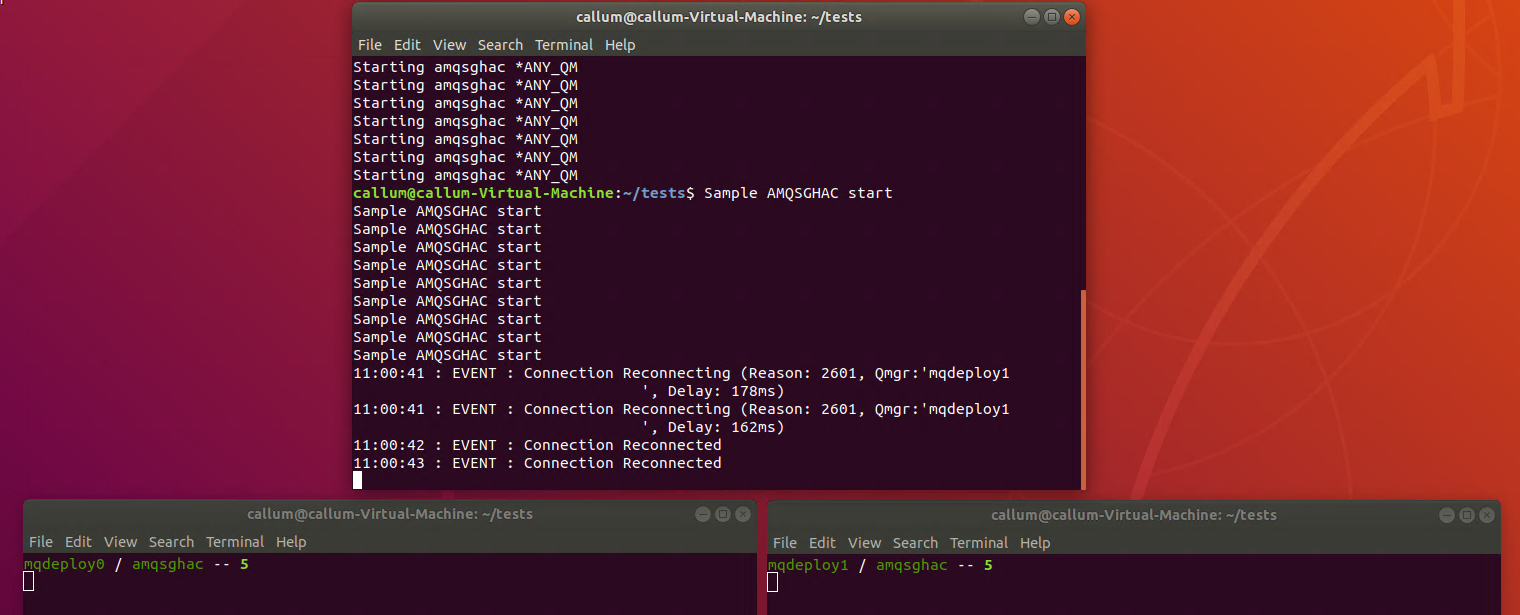 callum@callum-Virtual-Machine: ~/tests
File Edit View Search Terminal Help
Starting amqsghac *ANY_QM
Starting amqsghac *ANY_QM
Starting amqsghac *ANY_QM
Starting amqsghac *ANY_QM
Starting amqsghac *ANY_QM
Starting amqsghac *ANY_QM
Starting amqsghac *ANY_QM
callum@callum-Virtual-Machine:~/tests$ Sample AMQSGHAC start
Sample AMQSGHAC start
Sample AMQSGHAC start
Sample AMQSGHAC start
Sample AMQSGHAC start
Sample AMQSGHAC start
Sample AMQSGHAC start
Sample AMQSGHAC start
Sample AMQSGHAC start
Sample AMQSGHAC start
11:00:41 : EVENT : Connection Reconnecting (Reason: 2601, Qmgr:'mqdeploy1
', Delay: 178ms)
11:00:41 : EVENT : Connection Reconnecting (Reason: 2601, Qmgr:'mqdeploy1
', Delay: 162ms)
11:00:42 : EVENT : Connection Reconnected
11:00:43 : EVENT : Connection Reconnected
callum@callum-Virtual-Machine: ~/tests
File Edit View Search Terminal Help
mqdeploy0 / amqsghac -- 5
callum@callum-Virtual-Machine: ~/tests
File Edit View Search Terminal Help
mqdeploy1 / amqsghac -- 5